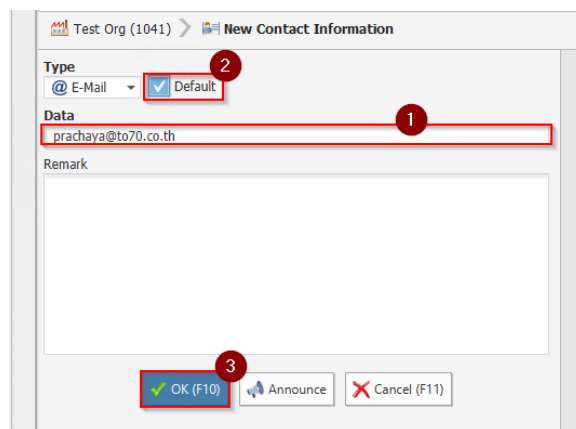 Test Org (1041) New Contact Information
Type
2
@ E-Mail Default
Data
1
prachaya@to70.co.th
Remark
3
OK (F10) Announce Cancel (F11)